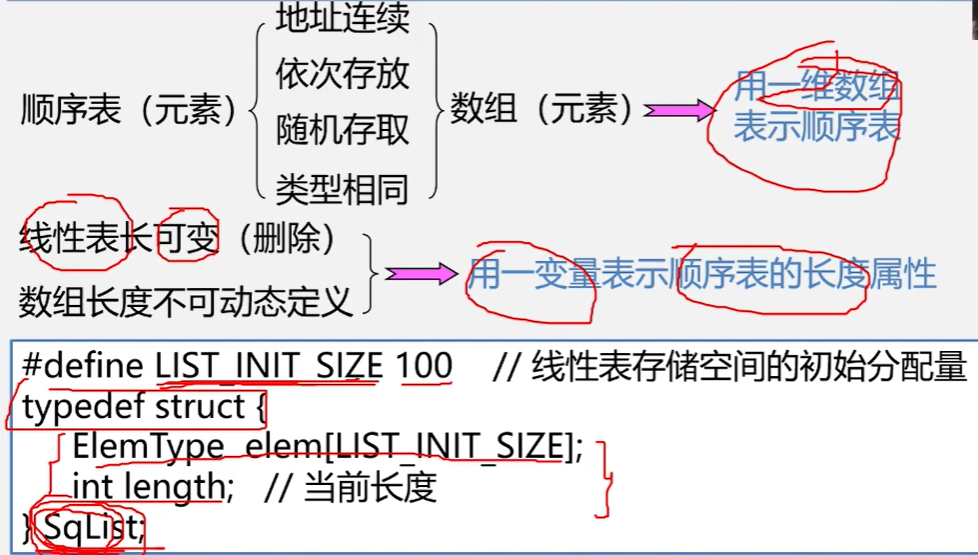 地址连续
依次存放
顺序表（元素）
随机存取
类型相同
数组（元素）
用一维数组
表示顺序表
线性表长可变（删除）
数组长度不可动态定义
用一变量表示顺序表的长度属性
#define LIST_INIT_SIZE 100 // 线性表存储空间的初始分配量
typedef struct {
ElemType elem[LIST_INIT_SIZE];
int length; // 当前长度
} SqList;